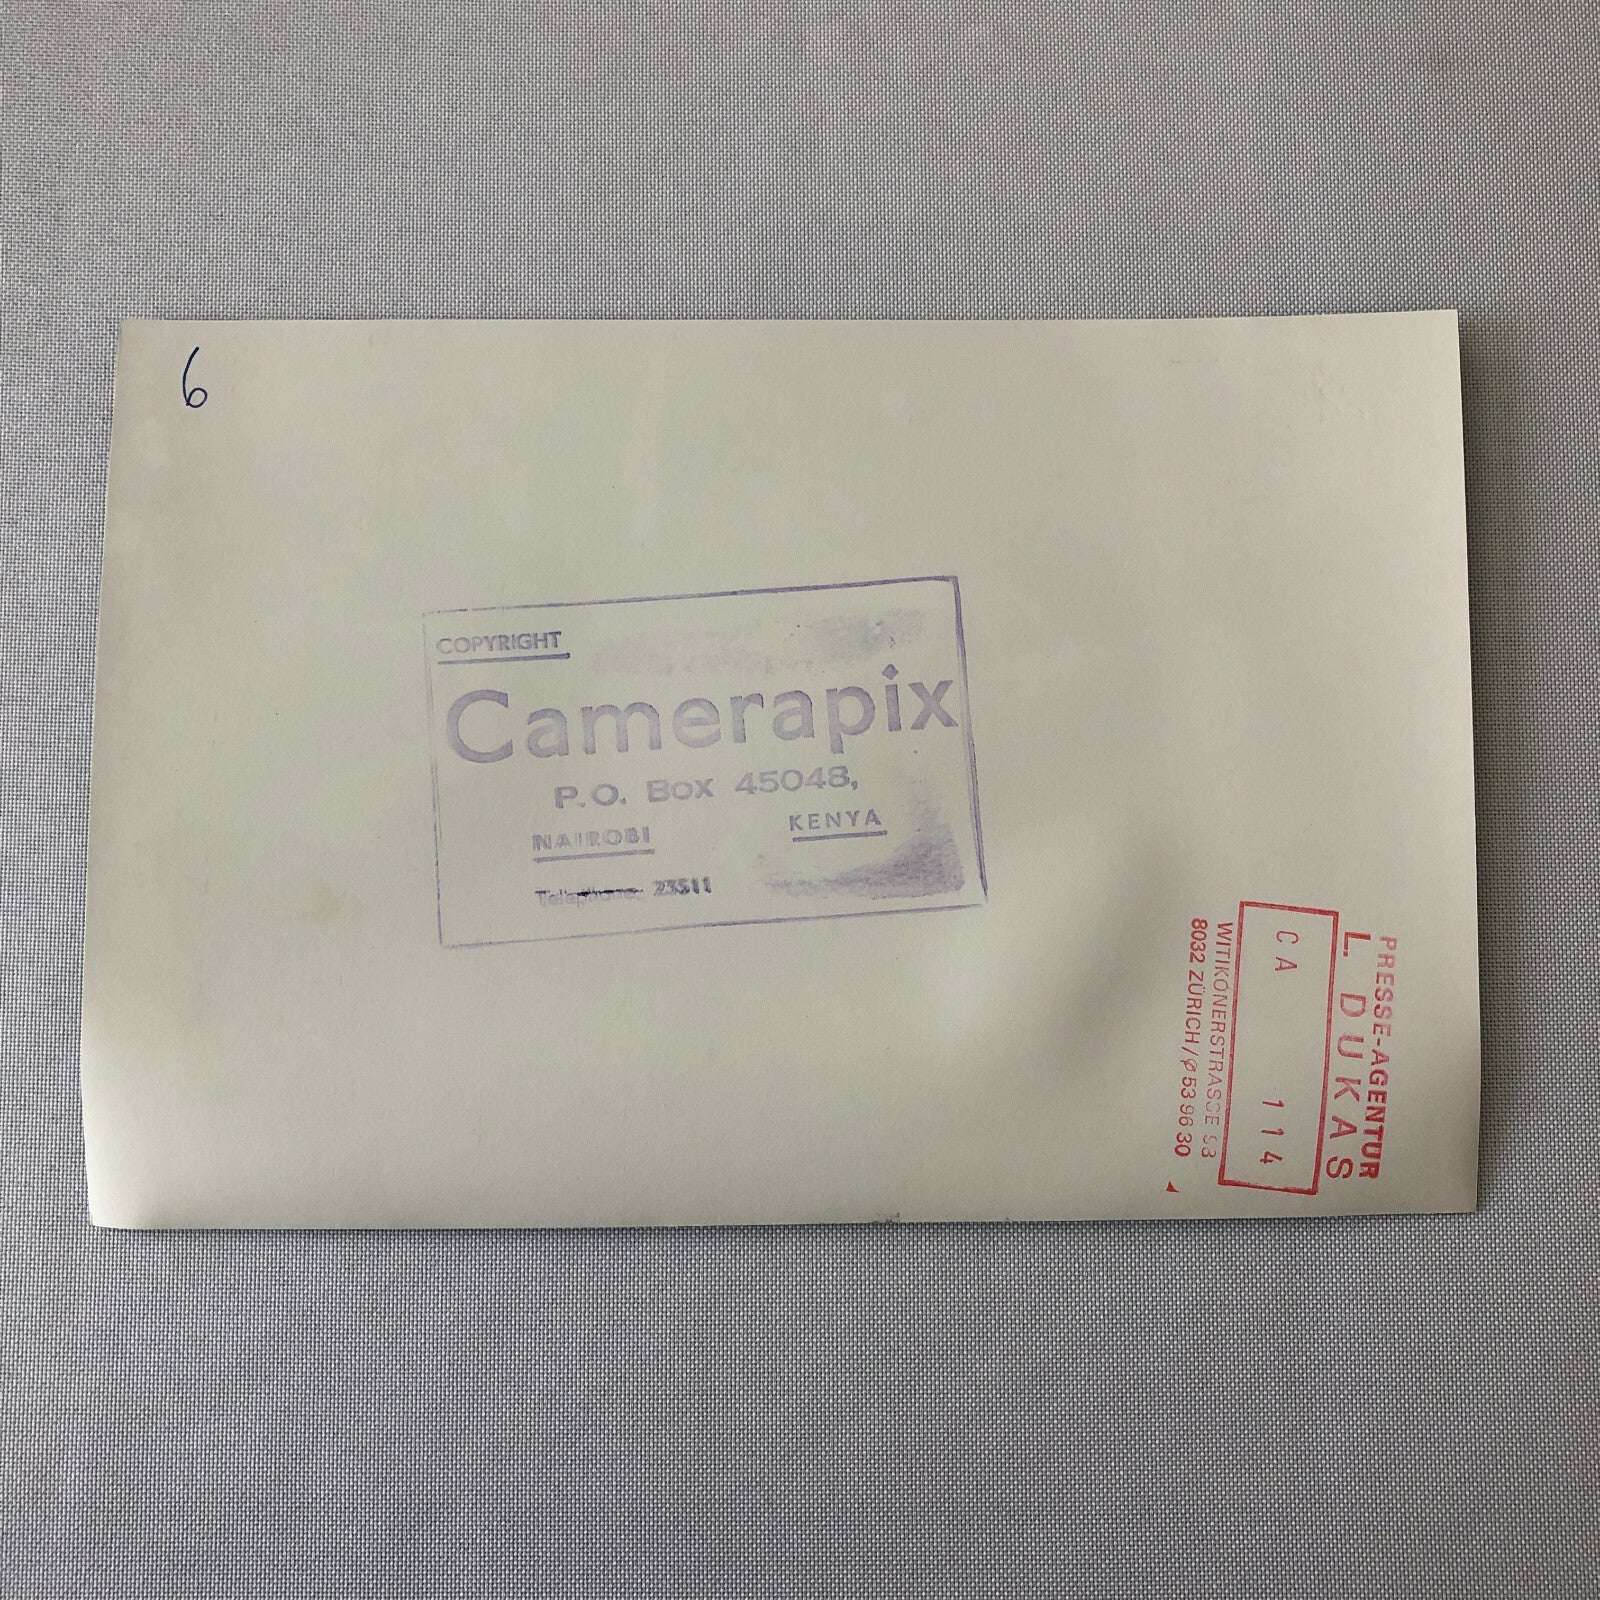 6
COPYRIGHT
Camerapix
P.O. Box 45048,
NAIROBI KENYA
Telephone: 23511
PRESSE-AGENTUR
L. DUKAS
CA 114
WITIKONERSTRASSE 93
8032 ZÜRICH/∅ 53 96 30